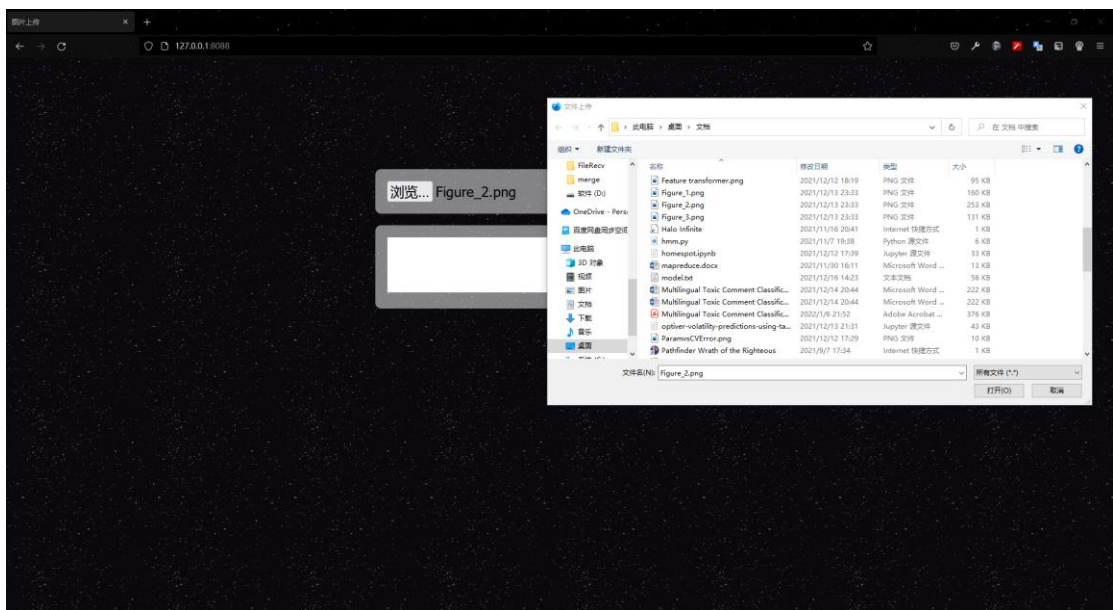 图片上传
127.0.0.1:8088
浏览... Figure_2.png
文件上传
此电脑 › 桌面 › 文档
在 文档 中搜索
组织 新建文件夹
名称 修改日期 类型 大小
FileRecv
merge
软件 (D:)
OneDrive - Pers
百度网盘同步空间
此电脑
3D 对象
视频
图片
文档
下载
音乐
桌面
Feature transformer.png 2021/12/12 18:19 PNG 文件 95 KB
Figure_1.png 2021/12/13 23:33 PNG 文件 160 KB
Figure_2.png 2021/12/13 23:33 PNG 文件 253 KB
Figure_3.png 2021/12/13 23:33 PNG 文件 131 KB
Halo Infinite 2021/11/16 20:41 Internet 快捷方式 1 KB
hmm.py 2021/11/7 19:38 Python 源文件 6 KB
homespot.ipynb 2021/12/12 17:39 Jupyter 源文件 33 KB
mapreduce.docx 2021/11/30 16:11 Microsoft Word ... 13 KB
model.txt 2021/12/16 14:23 文本文档 56 KB
Multilingual Toxic Comment Classific... 2021/12/14 20:44 Microsoft Word ... 222 KB
Multilingual Toxic Comment Classific... 2021/12/14 20:44 Microsoft Word ... 222 KB
Multilingual Toxic Comment Classific... 2022/1/6 21:52 Adobe Acrobat ... 376 KB
optiver-volatility-predictions-using-ta... 2021/12/13 21:31 Jupyter 源文件 43 KB
ParamvsCVError.png 2021/12/12 17:29 PNG 文件 10 KB
Pathfinder Wrath of the Righteous 2021/9/7 17:34 Internet 快捷方式 1 KB
文件名(N): Figure_2.png 所有文件 (*.*)
打开(O) 取消